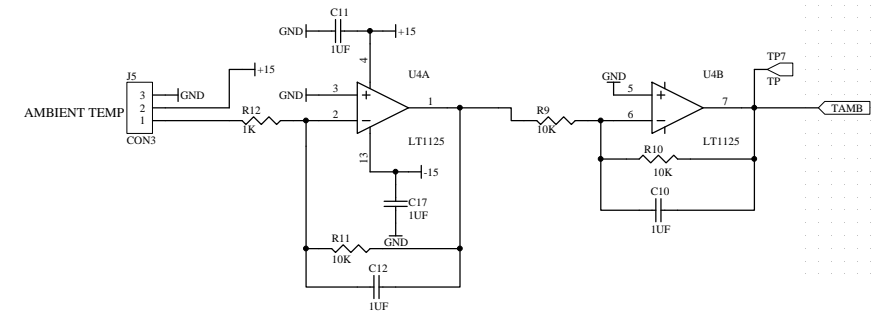 C11
GND
+15
1UF
4
U4A
J5
+15
3
GND
2
AMBIENT TEMP
1
CON3
R12
1K
GND
3
2
1
LT1125
13
-15
C17
1UF
GND
R11
10K
C12
1UF
R9
10K
GND
5
6
7
U4B
LT1125
TP7
TP
TAMB
R10
10K
C10
1UF